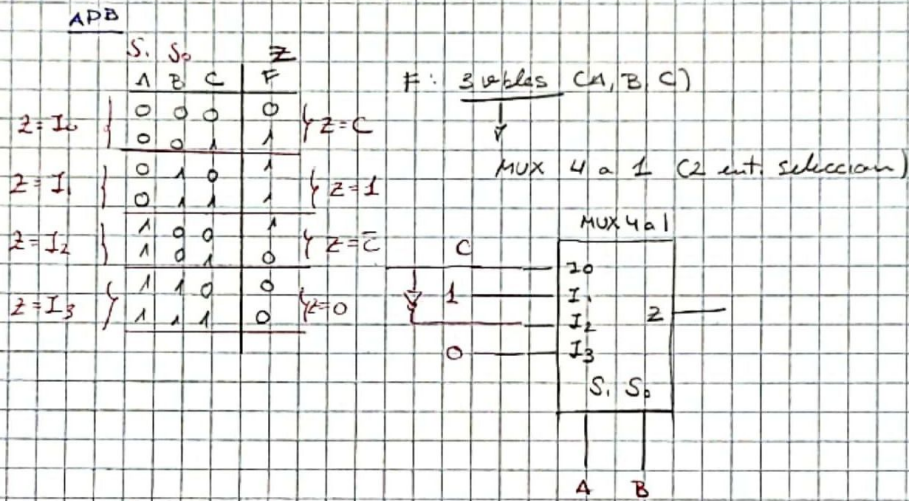 APB
S₁ S₀ Z
A B C F
0 0 0 0
0 0 1 1
0 1 0 1
0 1 1 1
1 0 0 1
1 0 1 0
1 1 0 0
1 1 1 0
Z=I₀ } Z=C
Z=I₁ } Z=1
Z=I₂ } Z=C̅
Z=I₃ } Z=0
F: 3 vbles (A, B, C)
MUX 4 a 1 (2 ent. seleccion)
MUX 4 a 1
C
1
0
I0
I₁
I₂
I₃
Z
S₁ S₀
A B